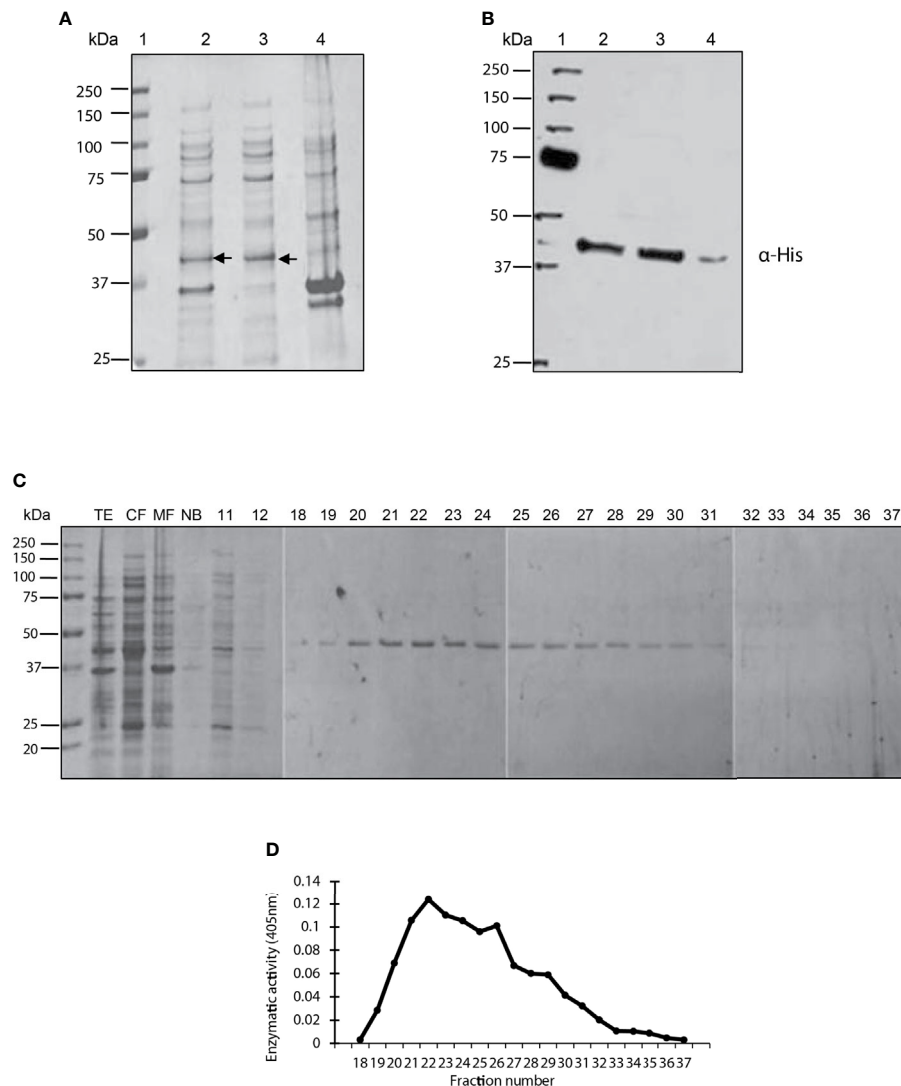 A
kDa 1 2 3 4
250
150
100
75
50
37
25
B
kDa 1 2 3 4
250
150
100
75
50
37
25
α-His
C
kDa TE CF MF NB 11 12 18 19 20 21 22 23 24 25 26 27 28 29 30 31 32 33 34 35 36 37
250
150
100
75
50
37
25
20
D
Enzymatic activity (405nm)
0.14
0.12
0.1
0.08
0.06
0.04
0.02
0
18 19 20 21 22 23 24 25 26 27 28 29 30 31 32 33 34 35 36 37
Fraction number